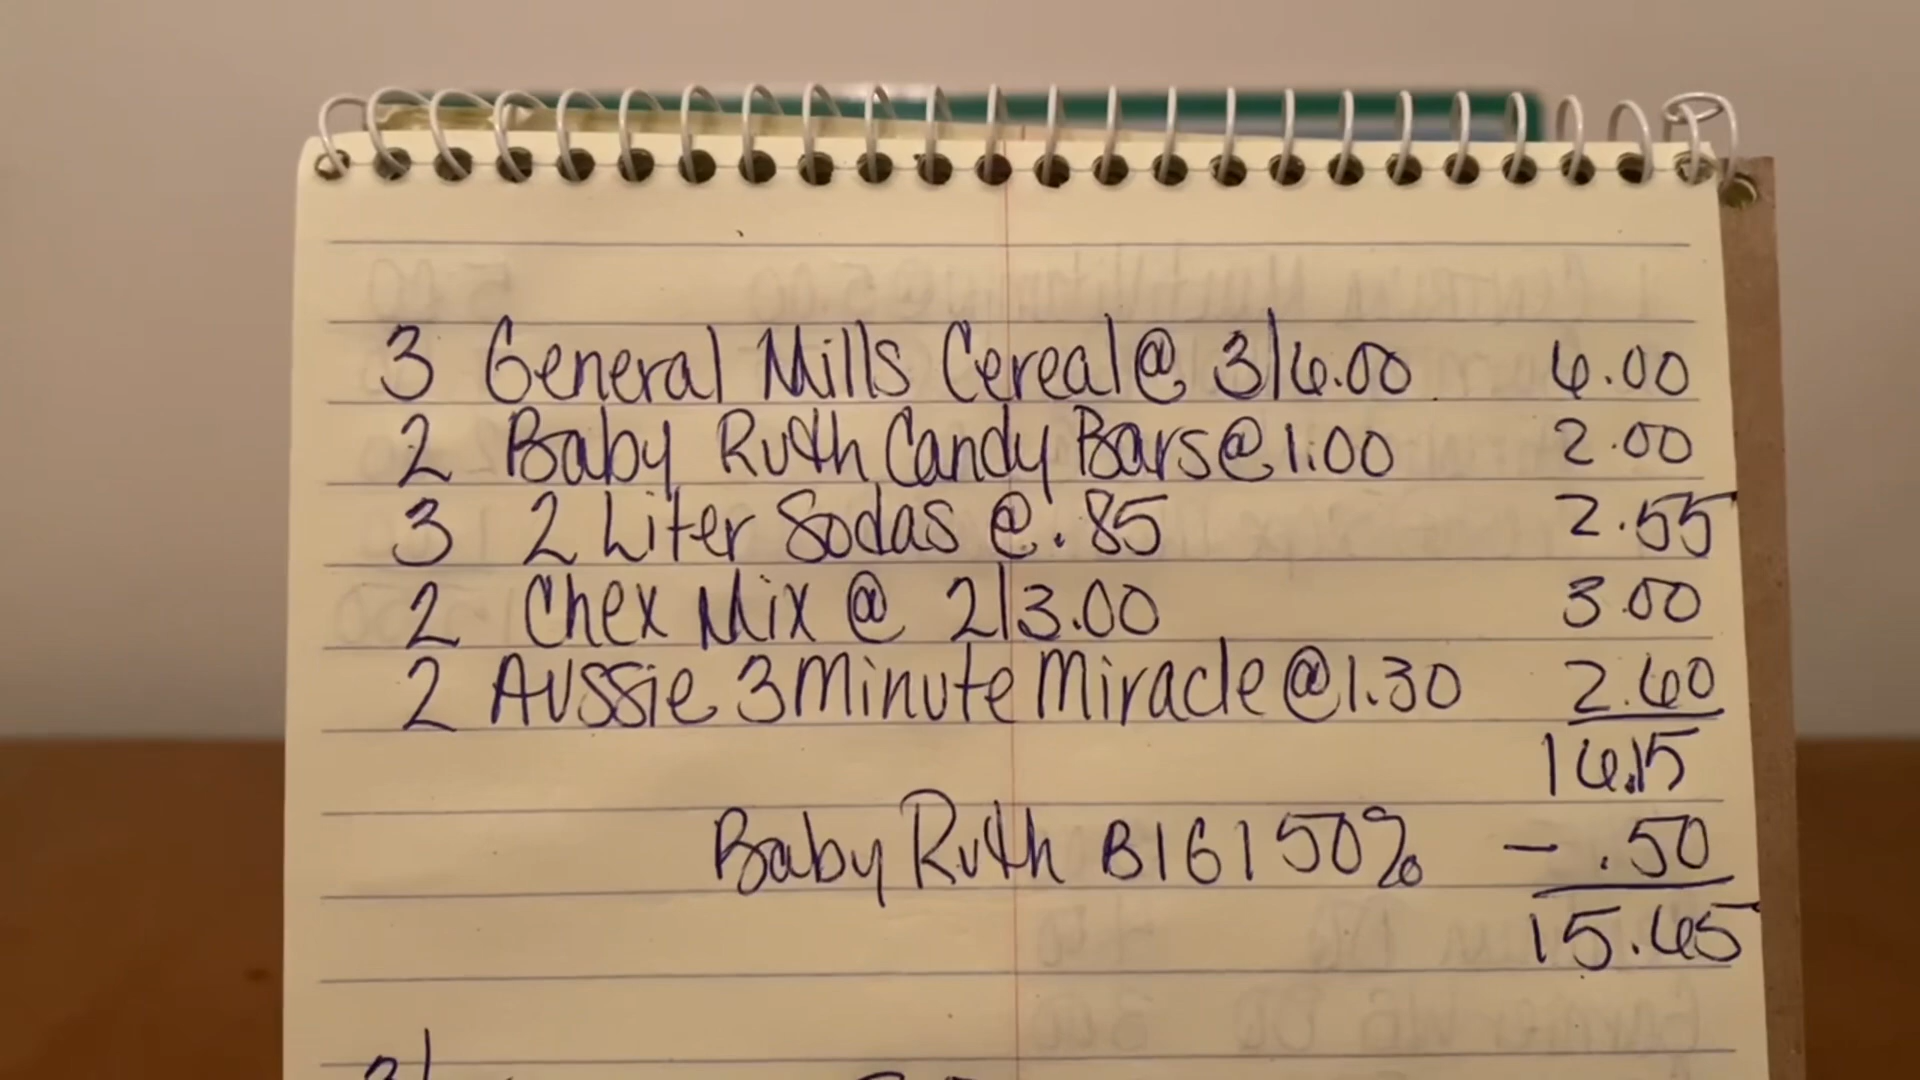 3 General Mills Cereal @ 3/6.00 6.00
2 Baby Ruth Candy Bars @ 1.00 2.00
3 2 Liter Sodas @ .85 2.55
2 Chex Mix @ 2/3.00 3.00
2 Aussie 3 Minute Miracle @ 1.30 2.60
16.15
Baby Ruth B1G1 50% - .50
15.65